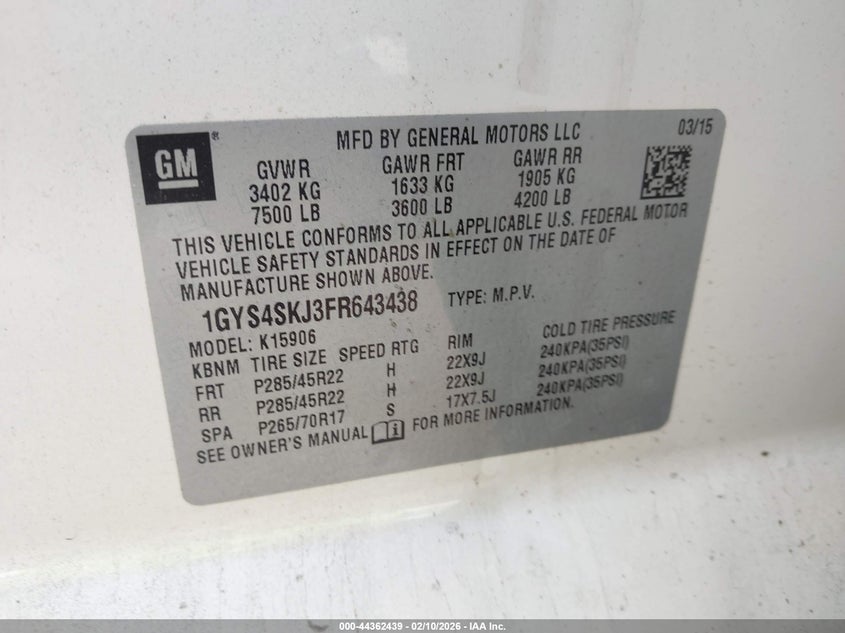 GM ®
MFD BY GENERAL MOTORS LLC 03/15
GVWR GAWR FRT GAWR RR
3402 KG 1633 KG 1905 KG
7500 LB 3600 LB 4200 LB
THIS VEHICLE CONFORMS TO ALL APPLICABLE U.S. FEDERAL MOTOR
VEHICLE SAFETY STANDARDS IN EFFECT ON THE DATE OF
MANUFACTURE SHOWN ABOVE.
1GYS4SKJ3FR643438 TYPE: M.P.V.
MODEL: K15906
KBNM TIRE SIZE SPEED RTG RIM COLD TIRE PRESSURE
FRT P285/45R22 H 22X9J 240KPA(35PSI)
RR P285/45R22 H 22X9J 240KPA(35PSI)
SPA P265/70R17 S 17X7.5J 240KPA(35PSI)
SEE OWNER'S MANUAL i FOR MORE INFORMATION.
000-44362439 - 02/10/2026 - IAA Inc.